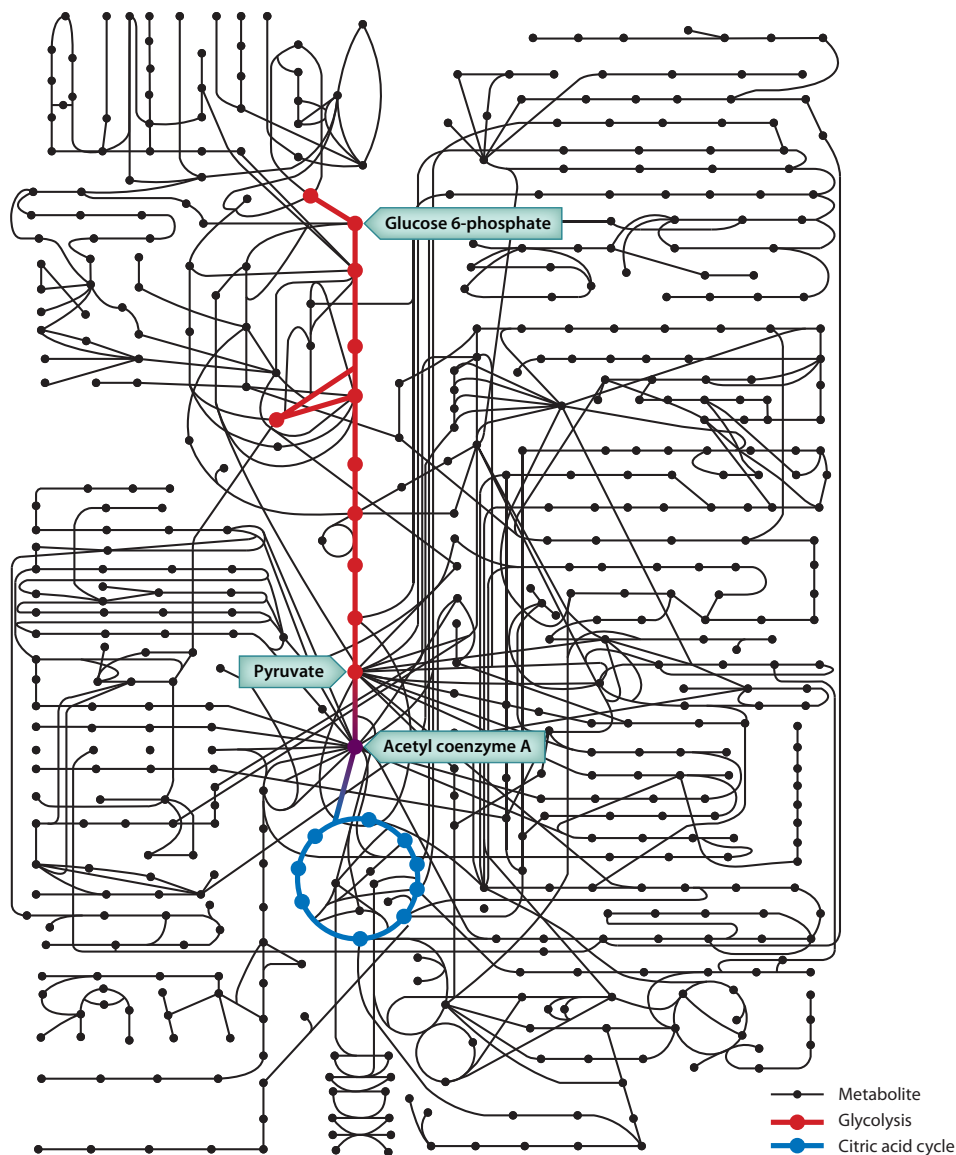 Glucose 6-phosphate
Pyruvate
Acetyl coenzyme A
Metabolite
Glycolysis
Citric acid cycle